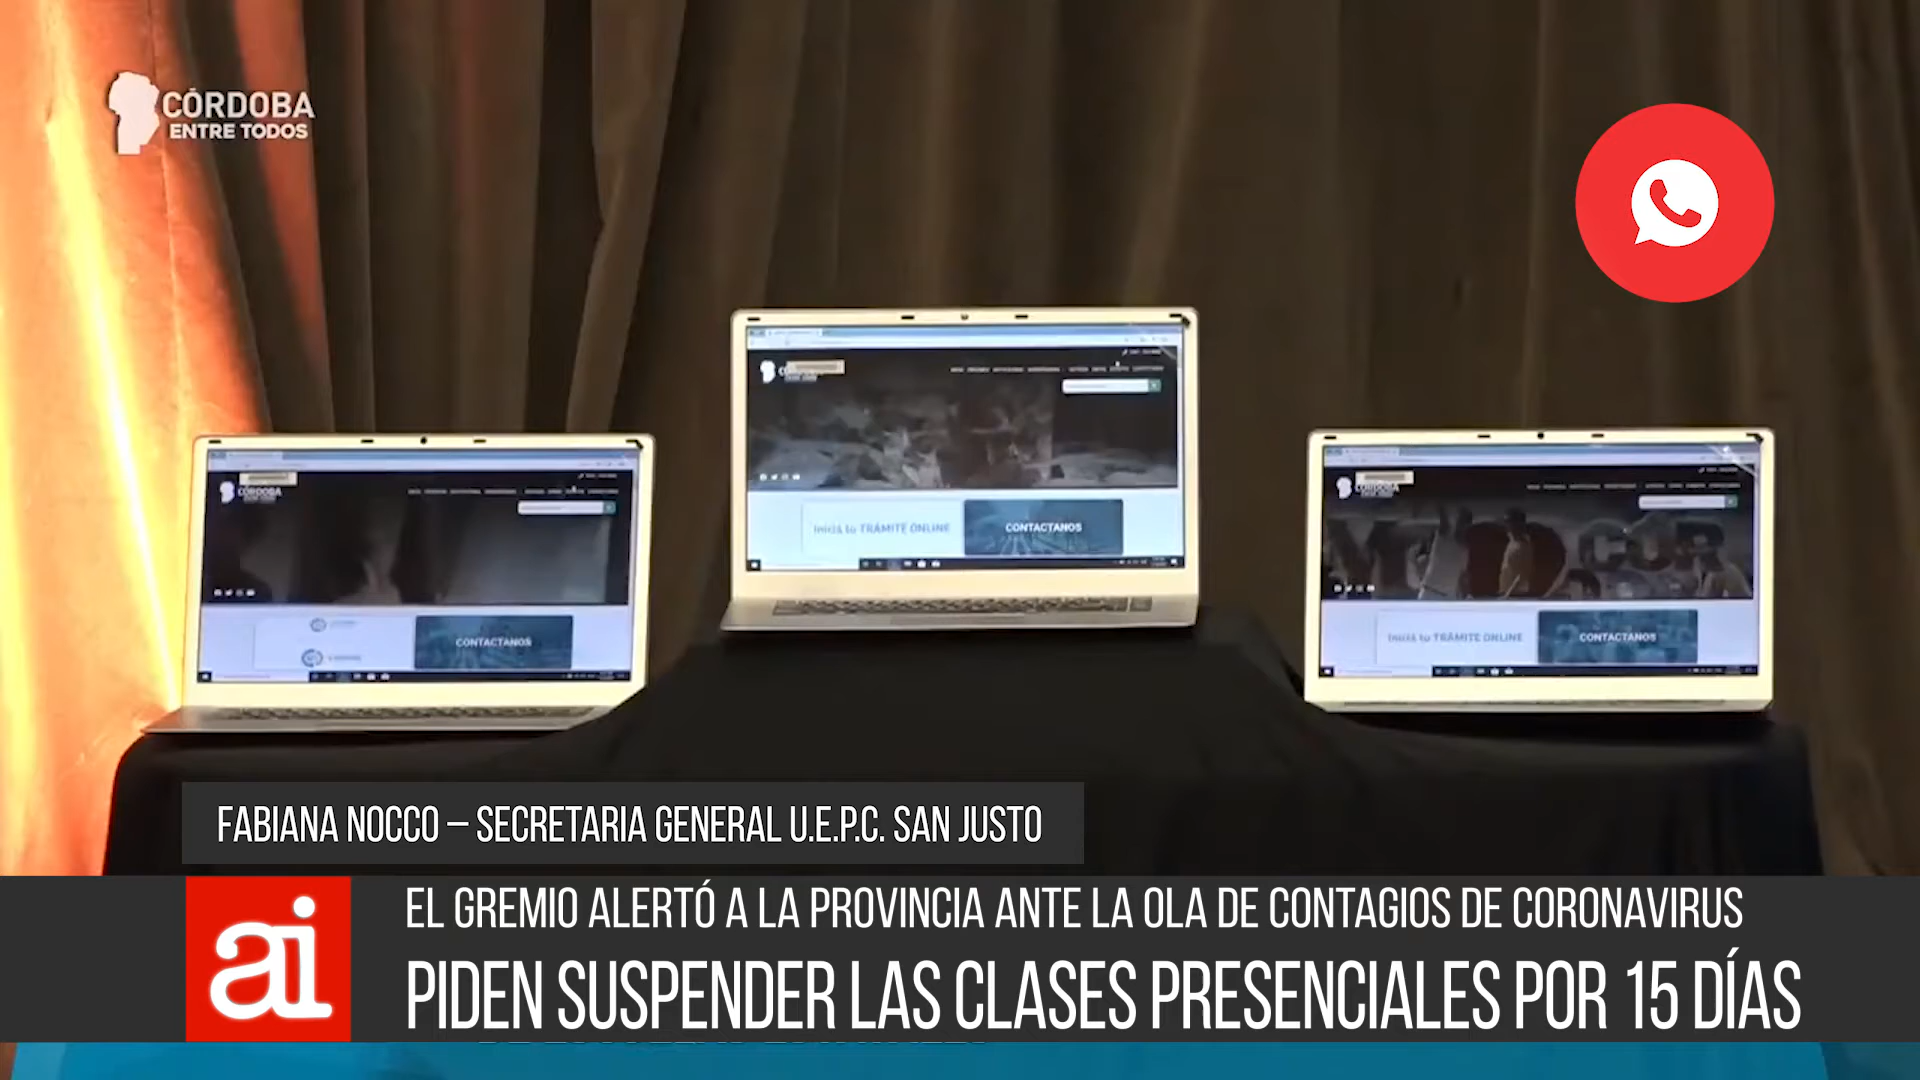 CÓRDOBA
ENTRE TODOS
CÓRDOBA
CONTACTANOS
Iniciá tu TRÁMITE ONLINE
CONTACTANOS
CÓRDOBA
Iniciá tu TRÁMITE ONLINE
CONTACTANOS
FABIANA NOCCO – SECRETARIA GENERAL U.E.P.C. SAN JUSTO
ai
EL GREMIO ALERTÓ A LA PROVINCIA ANTE LA OLA DE CONTAGIOS DE CORONAVIRUS
PIDEN SUSPENDER LAS CLASES PRESENCIALES POR 15 DÍAS